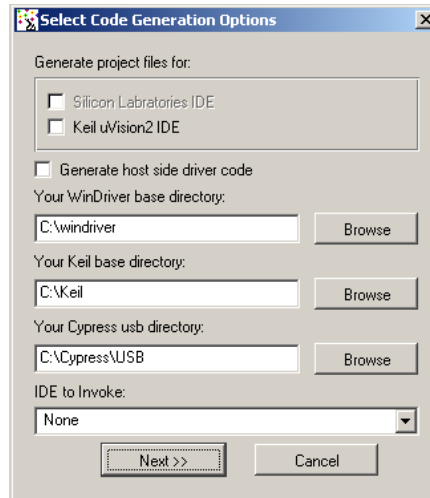 Select Code Generation Options
Generate project files for:
Silicon Labratories IDE
Keil uVision2 IDE
Generate host side driver code
Your WinDriver base directory:
C:\windriver
Browse
Your Keil base directory:
C:\Keil
Browse
Your Cypress usb directory:
C:\Cypress\USB
Browse
IDE to Invoke:
None
Next >>
Cancel